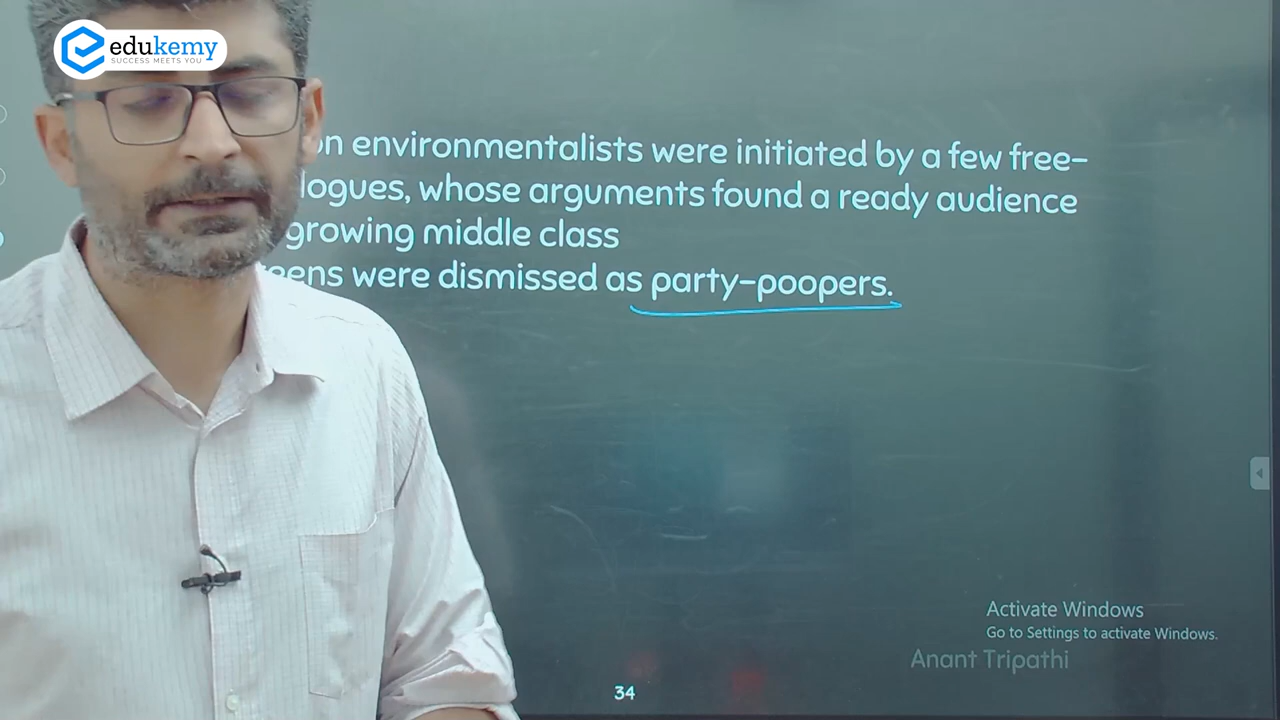 edukemy
SUCCESS MEETS YOU
on environmentalists were initiated by a few free-
logues, whose arguments found a ready audience
growing middle class
eens were dismissed as party-poopers.
Activate Windows
Go to Settings to activate Windows.
Anant Tripathi
34